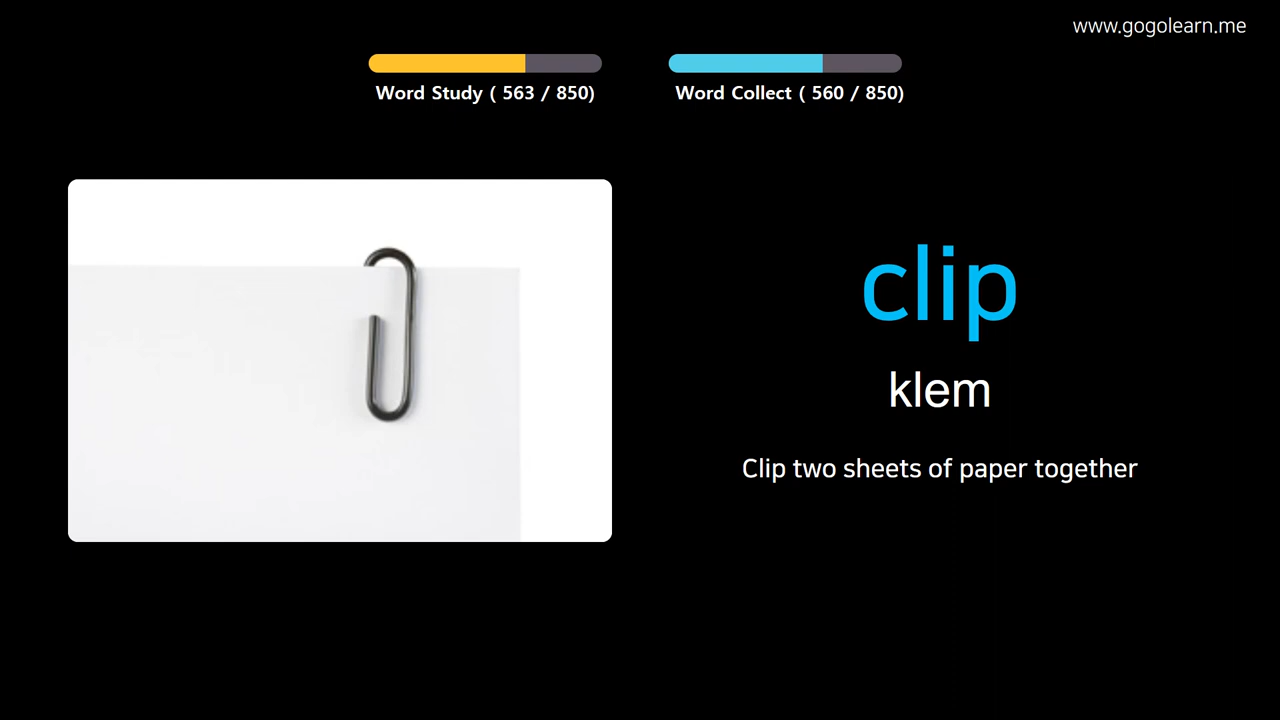 www.gogolearn.me
Word Study ( 563 / 850)
Word Collect ( 560 / 850)
clip
klem
Clip two sheets of paper together